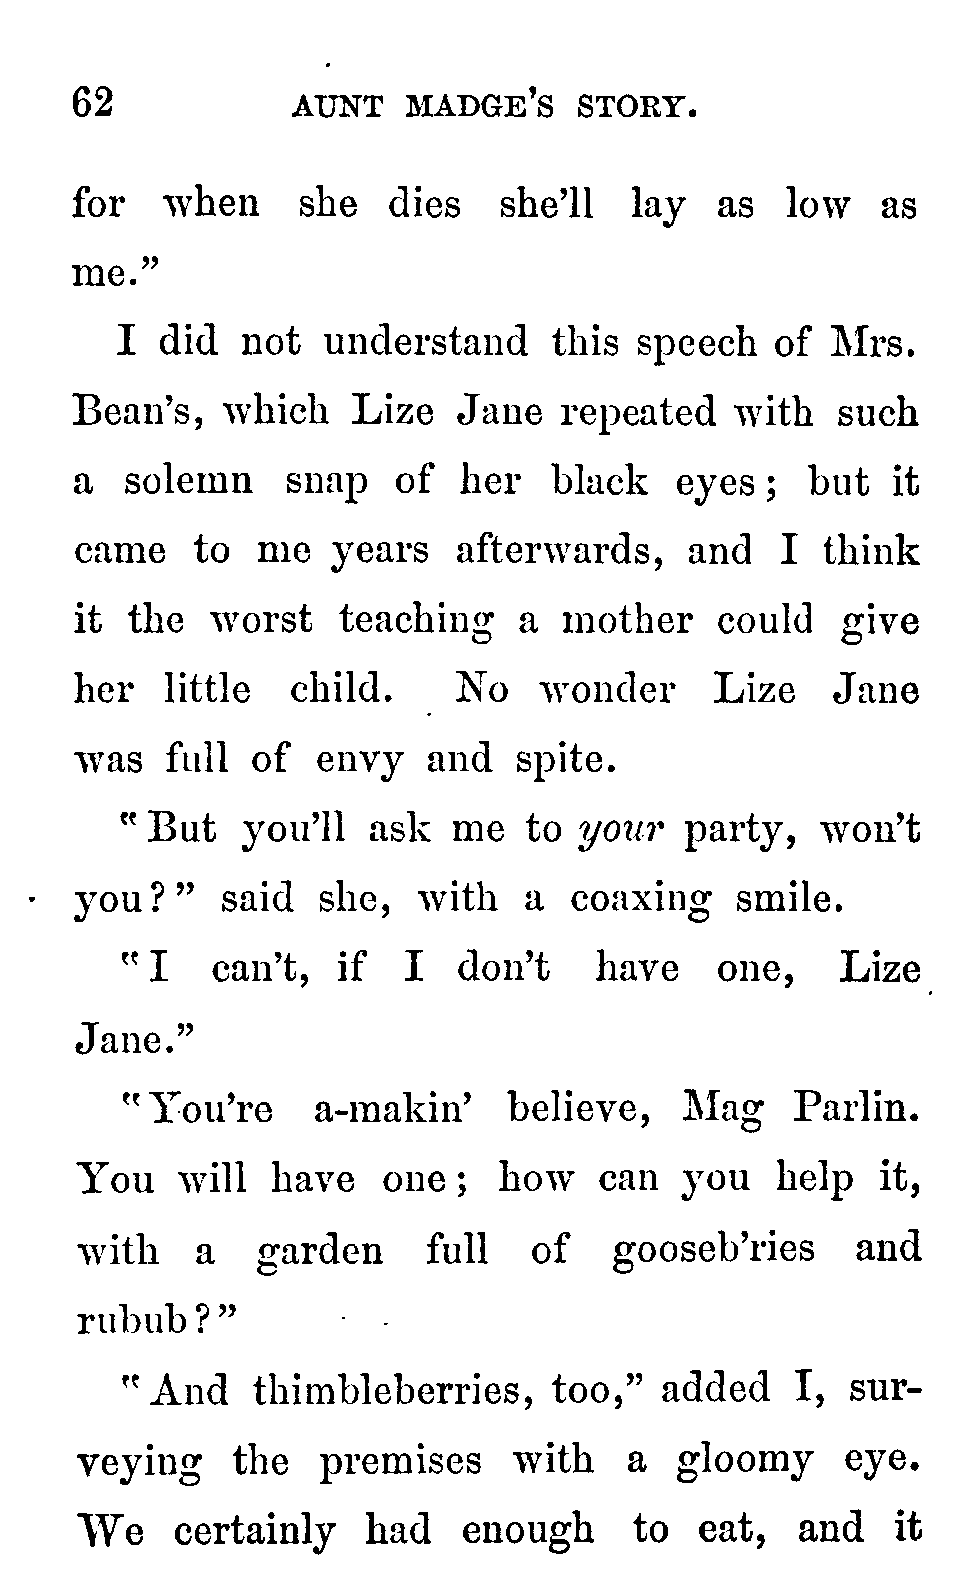 62 AUNT MADGE'S STORY.
for when she dies she'll lay as low as
me."
I did not understand this speech of Mrs.
Bean's, which Lize Jane repeated with such
a solemn snap of her black eyes; but it
came to me years afterwards, and I think
it the worst teaching a mother could give
her little child. No wonder Lize Jane
was full of envy and spite.
"But you'll ask me to your party, won't
you?" said she, with a coaxing smile.
"I can't, if I don't have one, Lize
Jane."
"You're a-makin' believe, Mag Parlin.
You will have one; how can you help it,
with a garden full of gooseb'ries and
rubub?"
"And thimbleberries, too," added I, sur-
veying the premises with a gloomy eye.
We certainly had enough to eat, and it